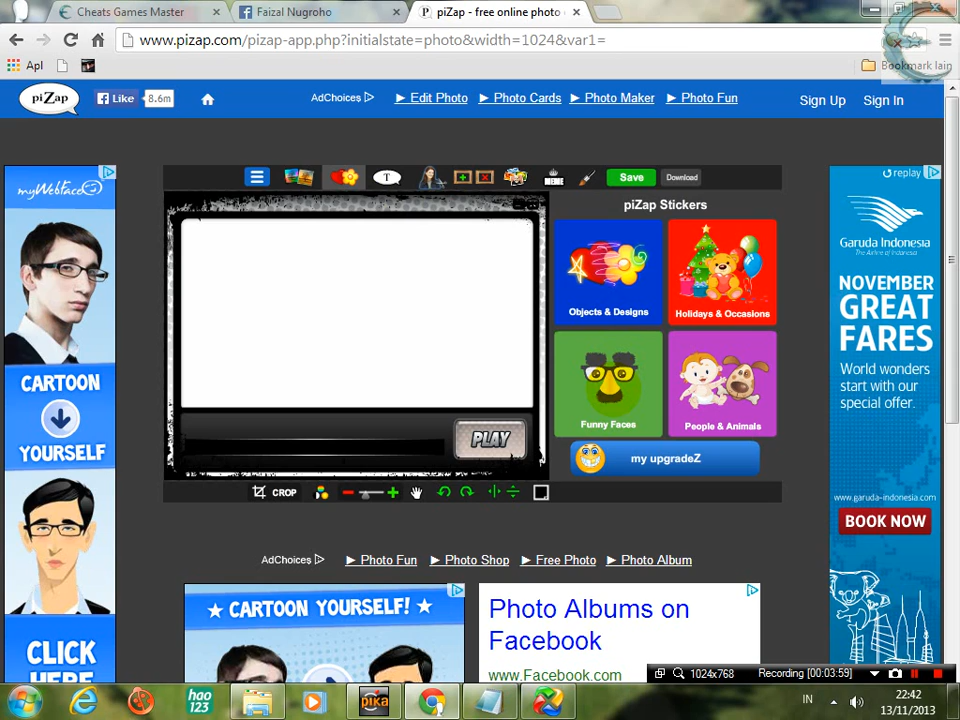 Cheats Games Master
Faizal Nugroho
piZap - free online photo
www.pizap.com/pizap-app.php?initialstate=photo&width=1024&var1=
Apl
Bookmark lain
piZap
Like
8.6m
AdChoices
► Edit Photo
► Photo Cards
► Photo Maker
► Photo Fun
Sign Up
Sign In
myWebface
CARTOON
YOURSELF
CLICK
HERE
T
MEME
Save
Download
piZap Stickers
Objects & Designs
Holidays & Occasions
Funny Faces
People & Animals
my upgradeZ
PLAY
CROP
replay
Garuda Indonesia
The Airline of Indonesia
NOVEMBER
GREAT
FARES
World wonders
start with our
special offer.
www.garuda-indonesia.com
BOOK NOW
AdChoices
► Photo Fun
► Photo Shop
► Free Photo
► Photo Album
★ CARTOON YOURSELF! ★
Photo Albums on
Facebook
www.Facebook.com
1024x768
Recording [00:03:59]
hao
123
pika
IN
22:42
13/11/2013